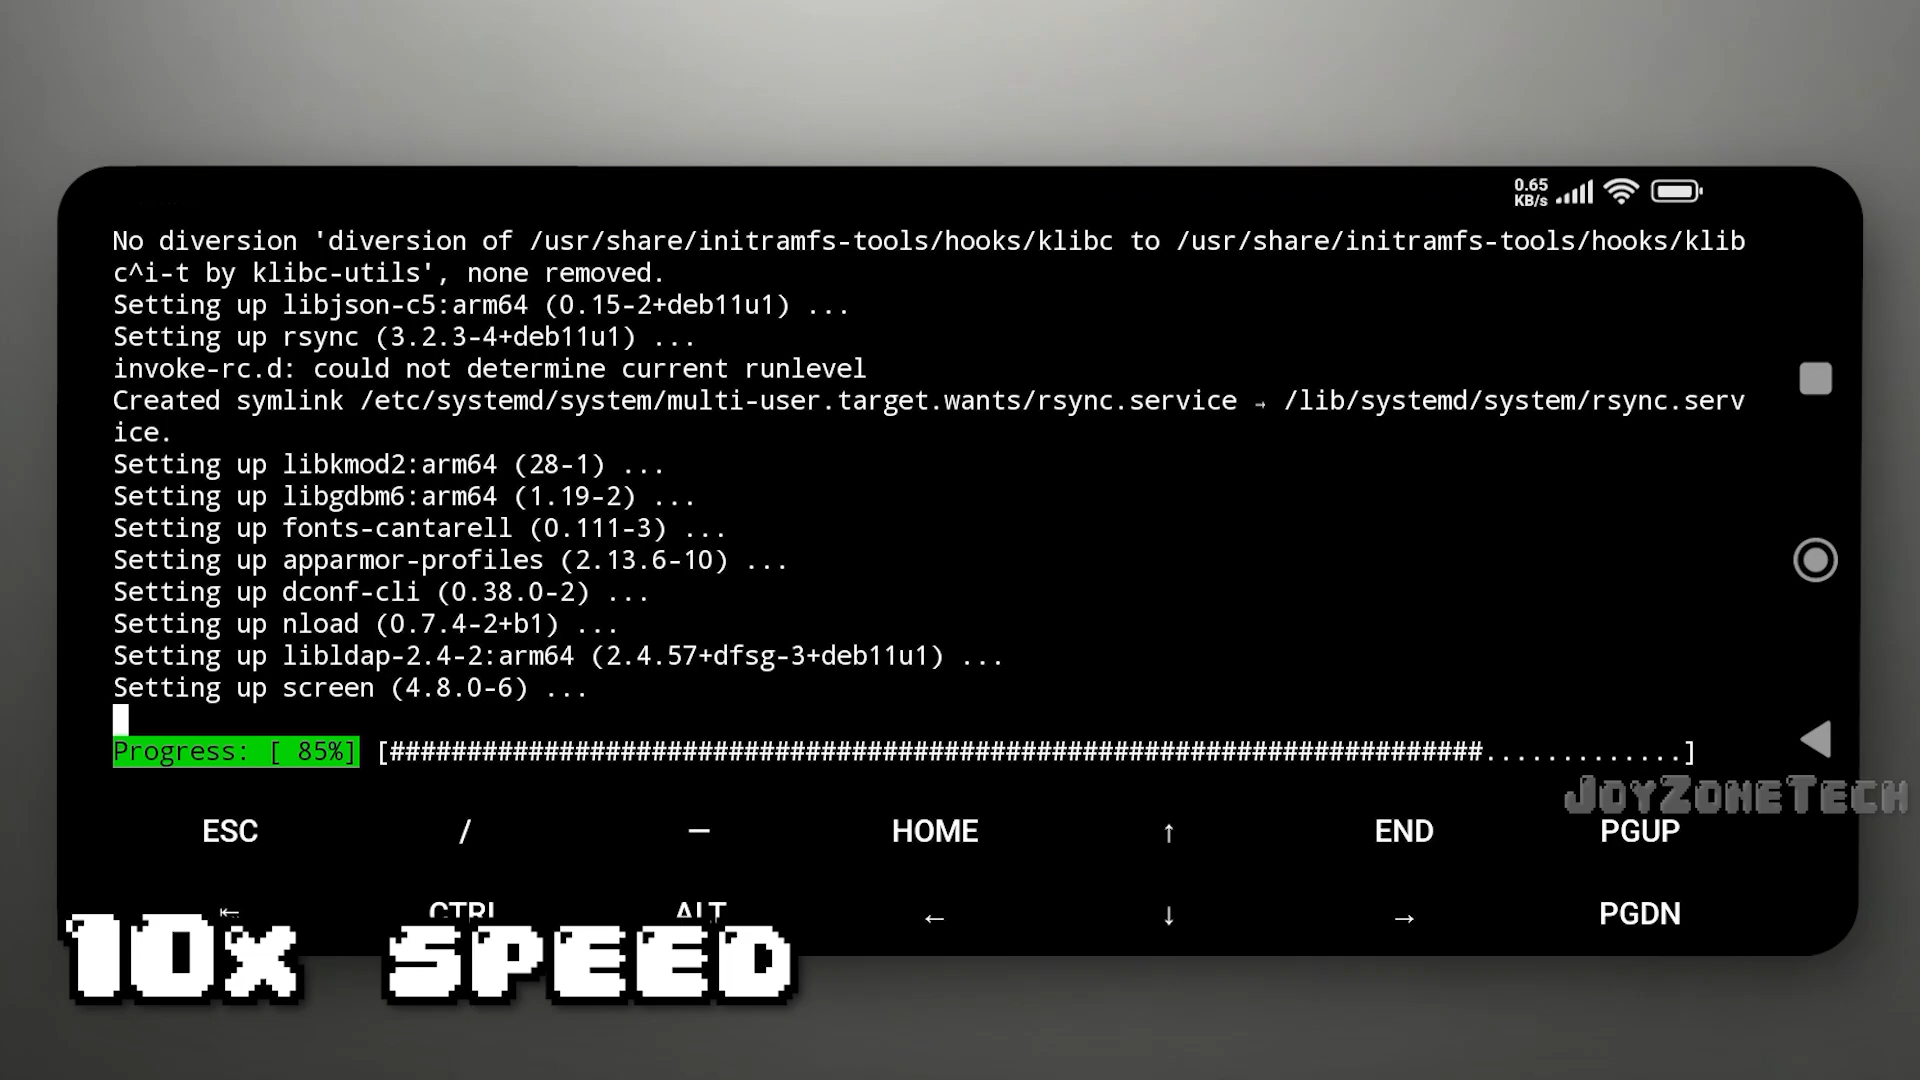 0.65
KB/s
No diversion 'diversion of /usr/share/initramfs-tools/hooks/klibc to /usr/share/initramfs-tools/hooks/klib
c^i-t by klibc-utils', none removed.
Setting up libjson-c5:arm64 (0.15-2+deb11u1) ...
Setting up rsync (3.2.3-4+deb11u1) ...
invoke-rc.d: could not determine current runlevel
Created symlink /etc/systemd/system/multi-user.target.wants/rsync.service → /lib/systemd/system/rsync.serv
ice.
Setting up libkmod2:arm64 (28-1) ...
Setting up libgdbm6:arm64 (1.19-2) ...
Setting up fonts-cantarell (0.111-3) ...
Setting up apparmor-profiles (2.13.6-10) ...
Setting up dconf-cli (0.38.0-2) ...
Setting up nload (0.7.4-2+b1) ...
Setting up libldap-2.4-2:arm64 (2.4.57+dfsg-3+deb11u1) ...
Setting up screen (4.8.0-6) ...
Progress: [ 85%] [#######################################################################.............]
JoyZoneTech
ESC / — HOME ↑ END PGUP
⇤ CTRL ALT ← ↓ → PGDN
10x SPEED